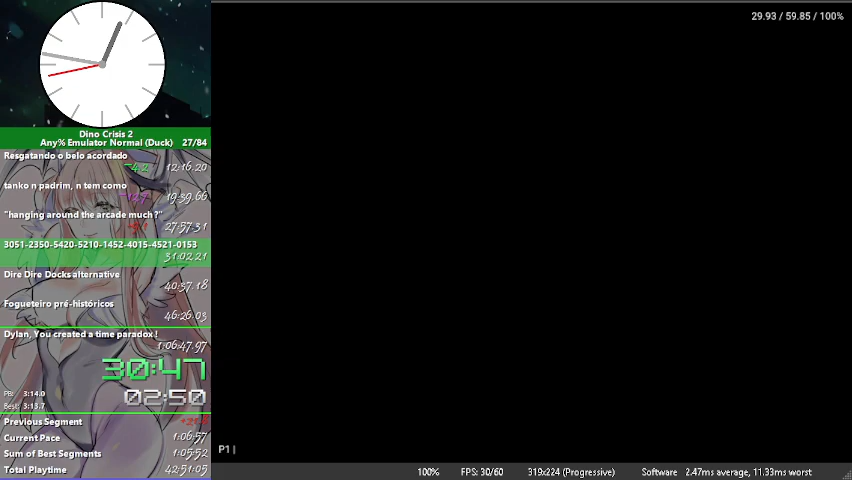 29.93 / 59.85 / 100%
Dino Crisis 2
Any% Emulator Normal (Duck) 27/84
Resgatando o belo acordado
-4.2 12:16.20
tanko n padrim, n tem como
19:39.66
"hanging around the arcade much ?"
27:57.31
3051-2350-5420-5210-1452-4015-4521-0153
31:02.21
Dire Dire Docks alternative
40:37.18
Fogueteiro pré-históricos
46:26.03
Dylan, You created a time paradox !
1:06:47.97
30:47
PB: 3:14.0
02:50
Best: 3:13.7
Previous Segment
Current Pace 1:06:57
Sum of Best Segments 1:05:52
Total Playtime 42:51:05
P1 |
100% FPS: 30/60 319x224 (Progressive) Software 2.47ms average, 11.33ms worst